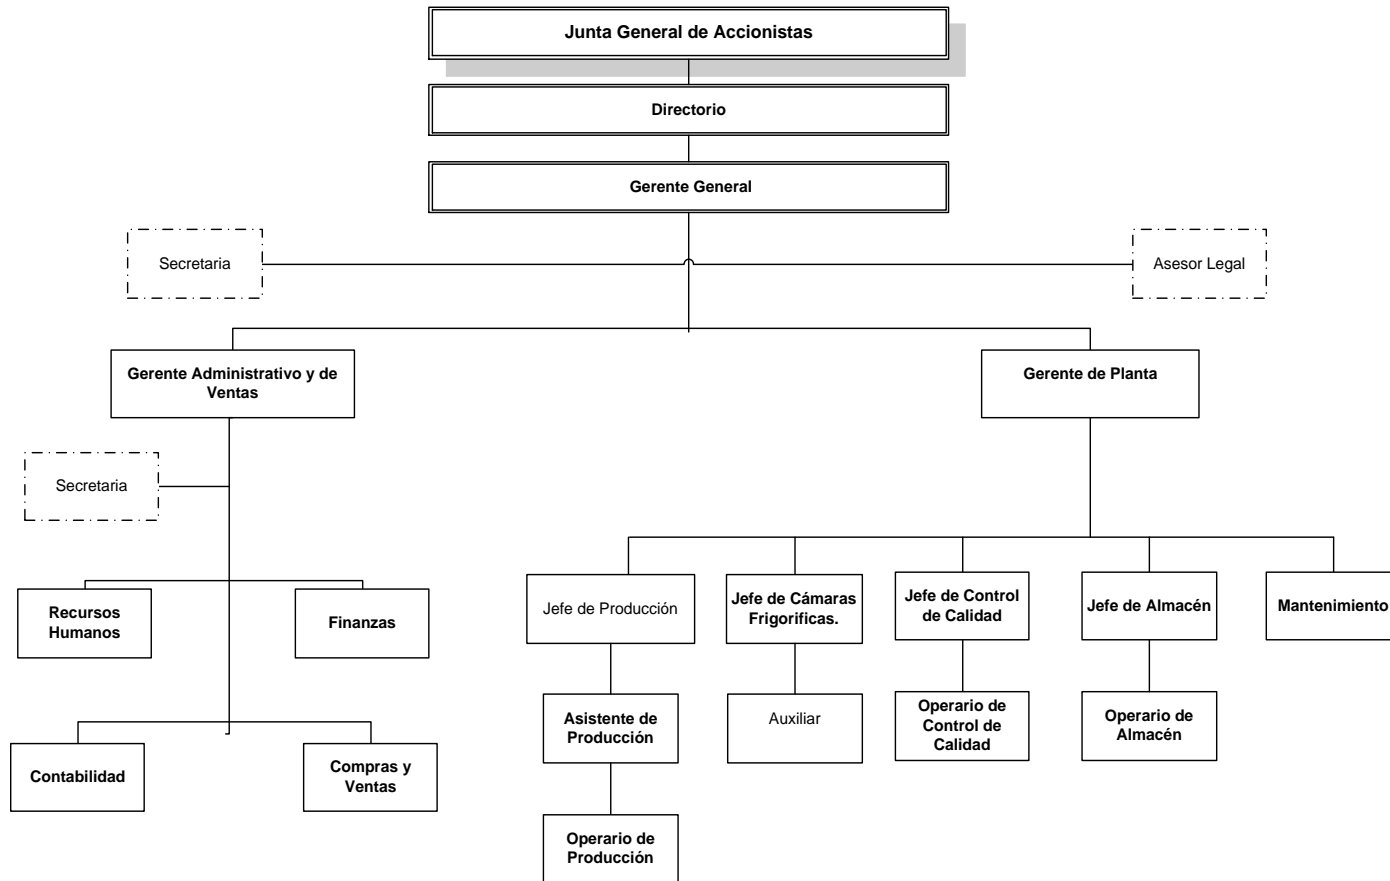 Junta General de Accionistas
Directorio
Gerente General
Secretaria
Asesor Legal
Gerente Administrativo y de
Ventas
Gerente de Planta
Secretaria
Recursos
Humanos
Finanzas
Jefe de Producción
Jefe de Cámaras
Frigorificas.
Jefe de Control
de Calidad
Jefe de Almacén
Mantenimiento
Asistente de
Producción
Auxiliar
Operario de
Control de
Calidad
Operario de
Almacén
Contabilidad
Compras y
Ventas
Operario de
Producción